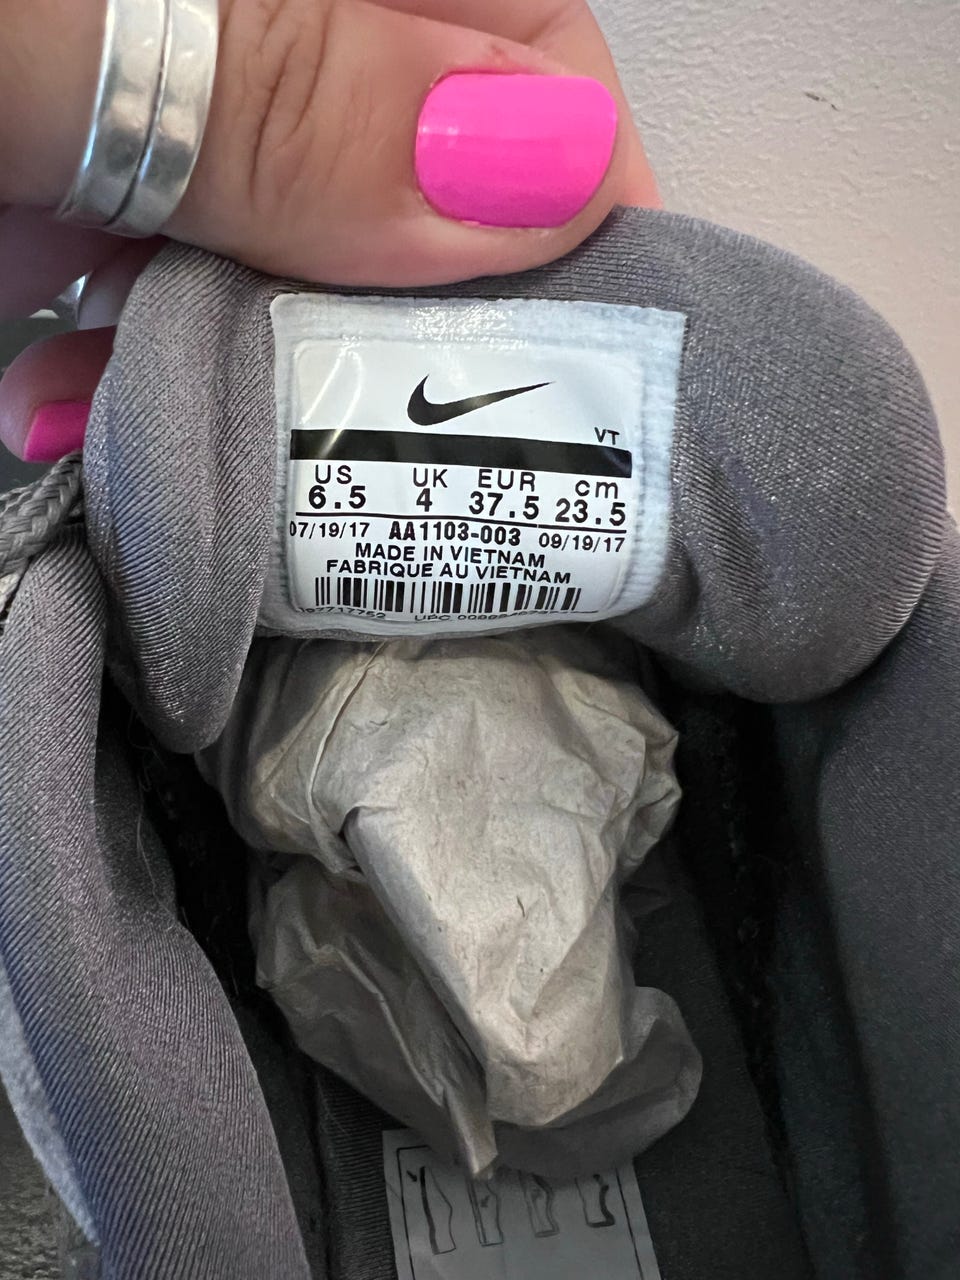 VT
US UK EUR cm
6.5 4 37.5 23.5
07/19/17 AA1103-003 09/19/17
MADE IN VIETNAM
FABRIQUE AU VIETNAM
UPC